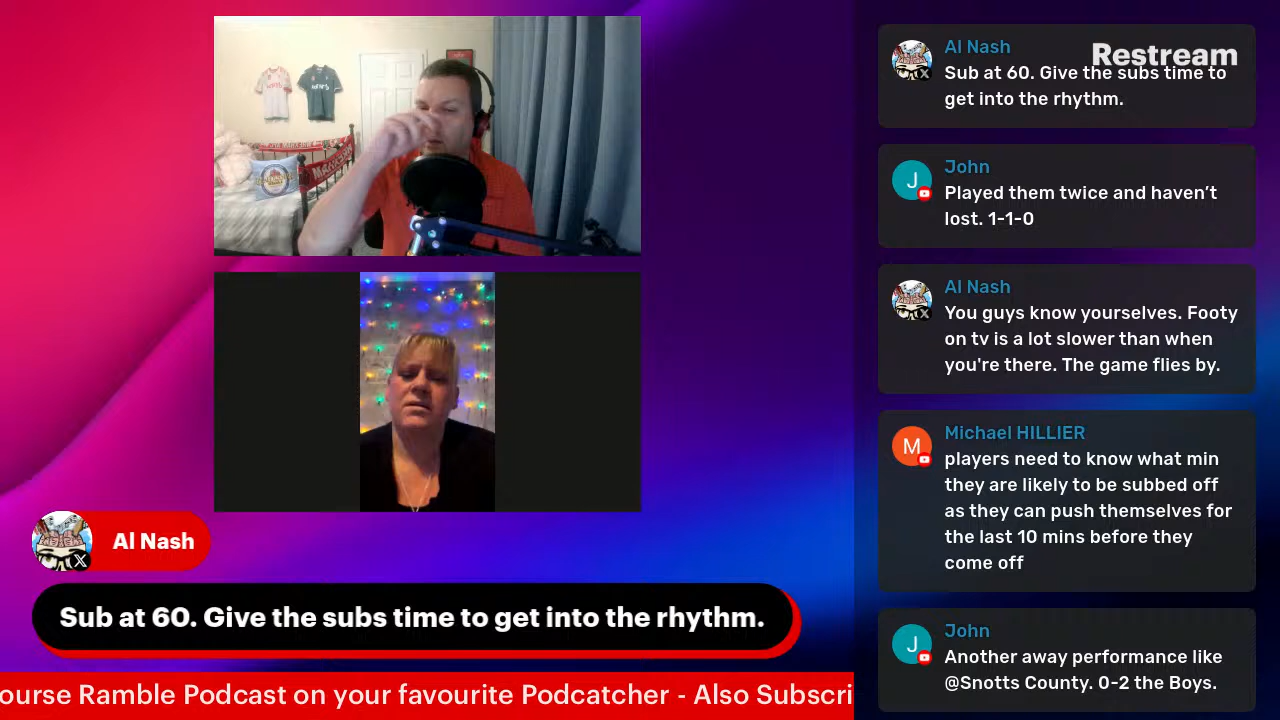 Al Nash
Sub at 60. Give the subs time to get into the rhythm.
ourse Ramble Podcast on your favourite Podcatcher - Also Subscri
Restream
Al Nash
Sub at 60. Give the subs time to
get into the rhythm.
John
Played them twice and haven't
lost. 1-1-0
Al Nash
You guys know yourselves. Footy
on tv is a lot slower than when
you're there. The game flies by.
Michael HILLIER
players need to know what min
they are likely to be subbed off
as they can push themselves for
the last 10 mins before they
come off
John
Another away performance like
@Snotts County. 0-2 the Boys.
J
M
J